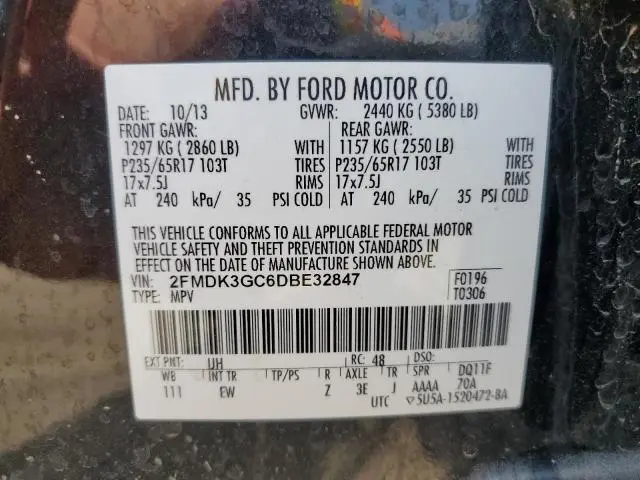 MFD. BY FORD MOTOR CO.
DATE: 10/13 GVWR: 2440 KG ( 5380 LB)
FRONT GAWR: REAR GAWR:
1297 KG ( 2860 LB) WITH 1157 KG ( 2550 LB) WITH
P235/65R17 103T TIRES P235/65R17 103T TIRES
17x7.5J RIMS 17x7.5J RIMS
AT 240 kPa/ 35 PSI COLD AT 240 kPa/ 35 PSI COLD
THIS VEHICLE CONFORMS TO ALL APPLICABLE FEDERAL MOTOR
VEHICLE SAFETY AND THEFT PREVENTION STANDARDS IN
EFFECT ON THE DATE OF MANUFACTURE SHOWN ABOVE.
VIN: 2FMDK3GC6DBE32847 F0196
TYPE: MPV T0306
EXT PNT: UH RC: 48 DSO:
WB INT TR TP/PS R AXLE TR SPR DQ11F
111 EW Z 3E J AAAA 70A
UTC ▽5U5A-1520472-BA